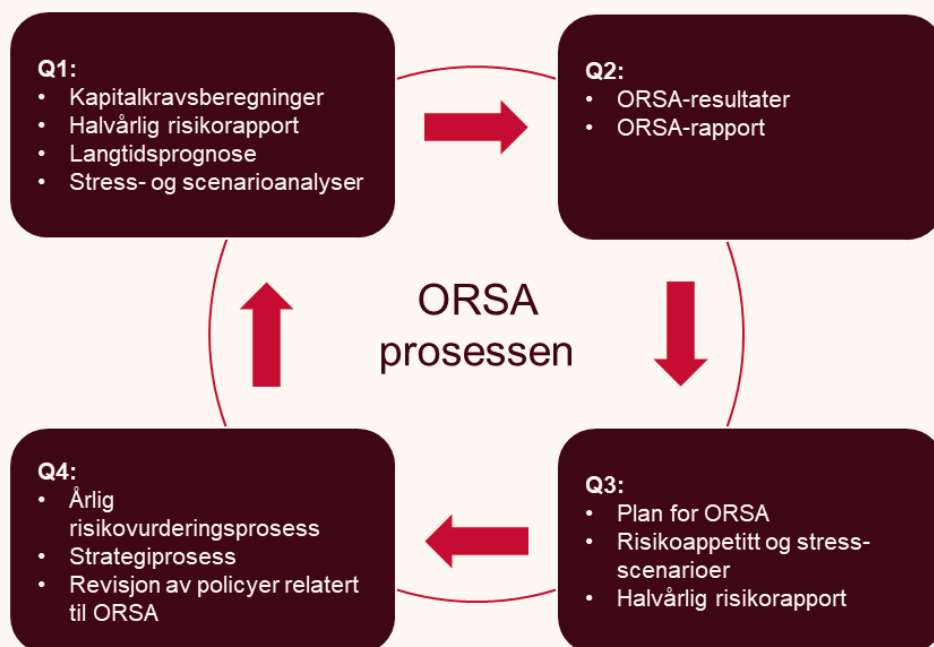 Q1:
• Kapitalkravsberegninger
• Halvårlig risikorapport
• Langtidsprognose
• Stress- og scenarioanalyser
Q2:
• ORSA-resultater
• ORSA-rapport
ORSA
prosessen
Q4:
• Årlig
risikovurderingsprosess
• Strategiprosess
• Revisjon av policyer relatert
til ORSA
Q3:
• Plan for ORSA
• Risikoappetitt og stress-
scenarioer
• Halvårlig risikorapport